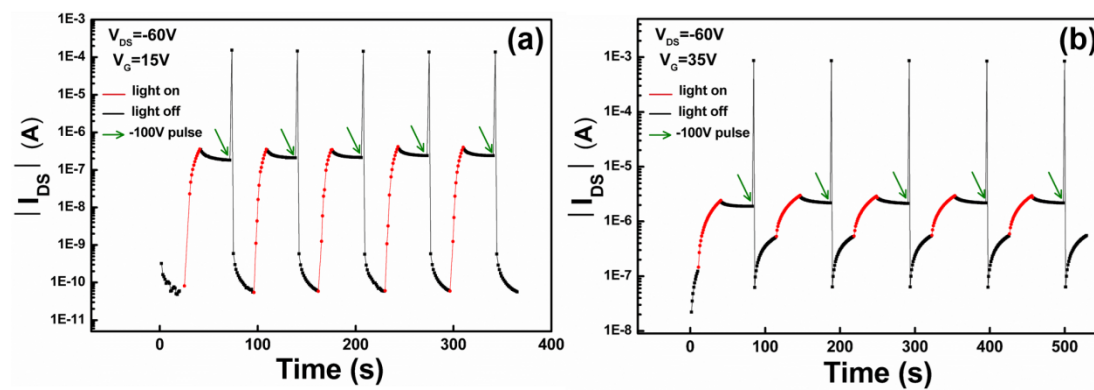 (a)
V_DS=-60V
V_G=15V
light on
light off
-100V pulse
| I_DS | (A)
1E-3
1E-4
1E-5
1E-6
1E-7
1E-8
1E-9
1E-10
1E-11
0 100 200 300 400
Time (s)
(b)
V_DS=-60V
V_G=35V
light on
light off
-100V pulse
| I_DS | (A)
1E-3
1E-4
1E-5
1E-6
1E-7
1E-8
0 100 200 300 400 500
Time (s)